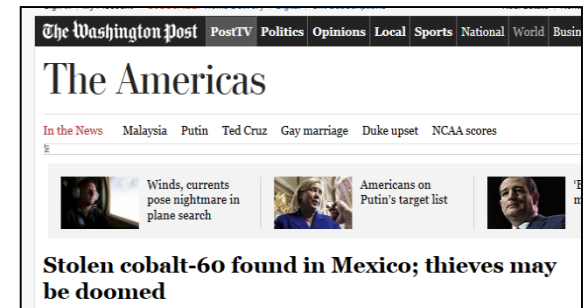 The Washington Post PostTV Politics Opinions Local Sports National World Busin
The Americas
In the News Malaysia Putin Ted Cruz Gay marriage Duke upset NCAA scores
Winds, currents
pose nightmare in
plane search
Americans on
Putin's target list
Stolen cobalt-60 found in Mexico; thieves may
be doomed